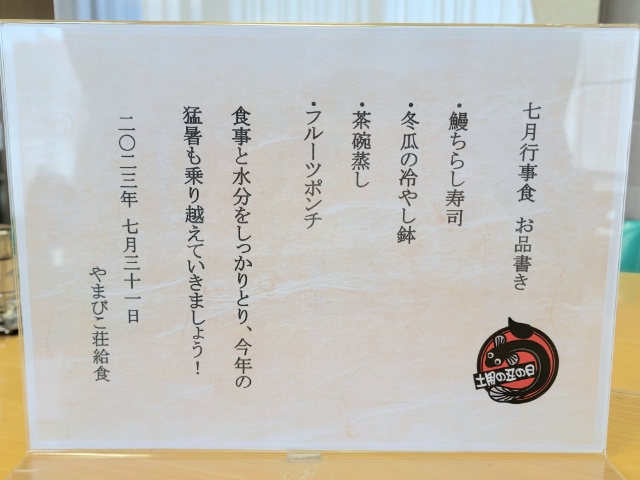 七月行事食 お品書き
・鰻ちらし寿司
・冬瓜の冷やし鉢
・茶碗蒸し
・フルーツポンチ
食事と水分をしっかりとり、今年の
猛暑も乗り越えていきましょう！
二〇二三年 七月三十一日
やまびこ荘給食
土用の丑の日